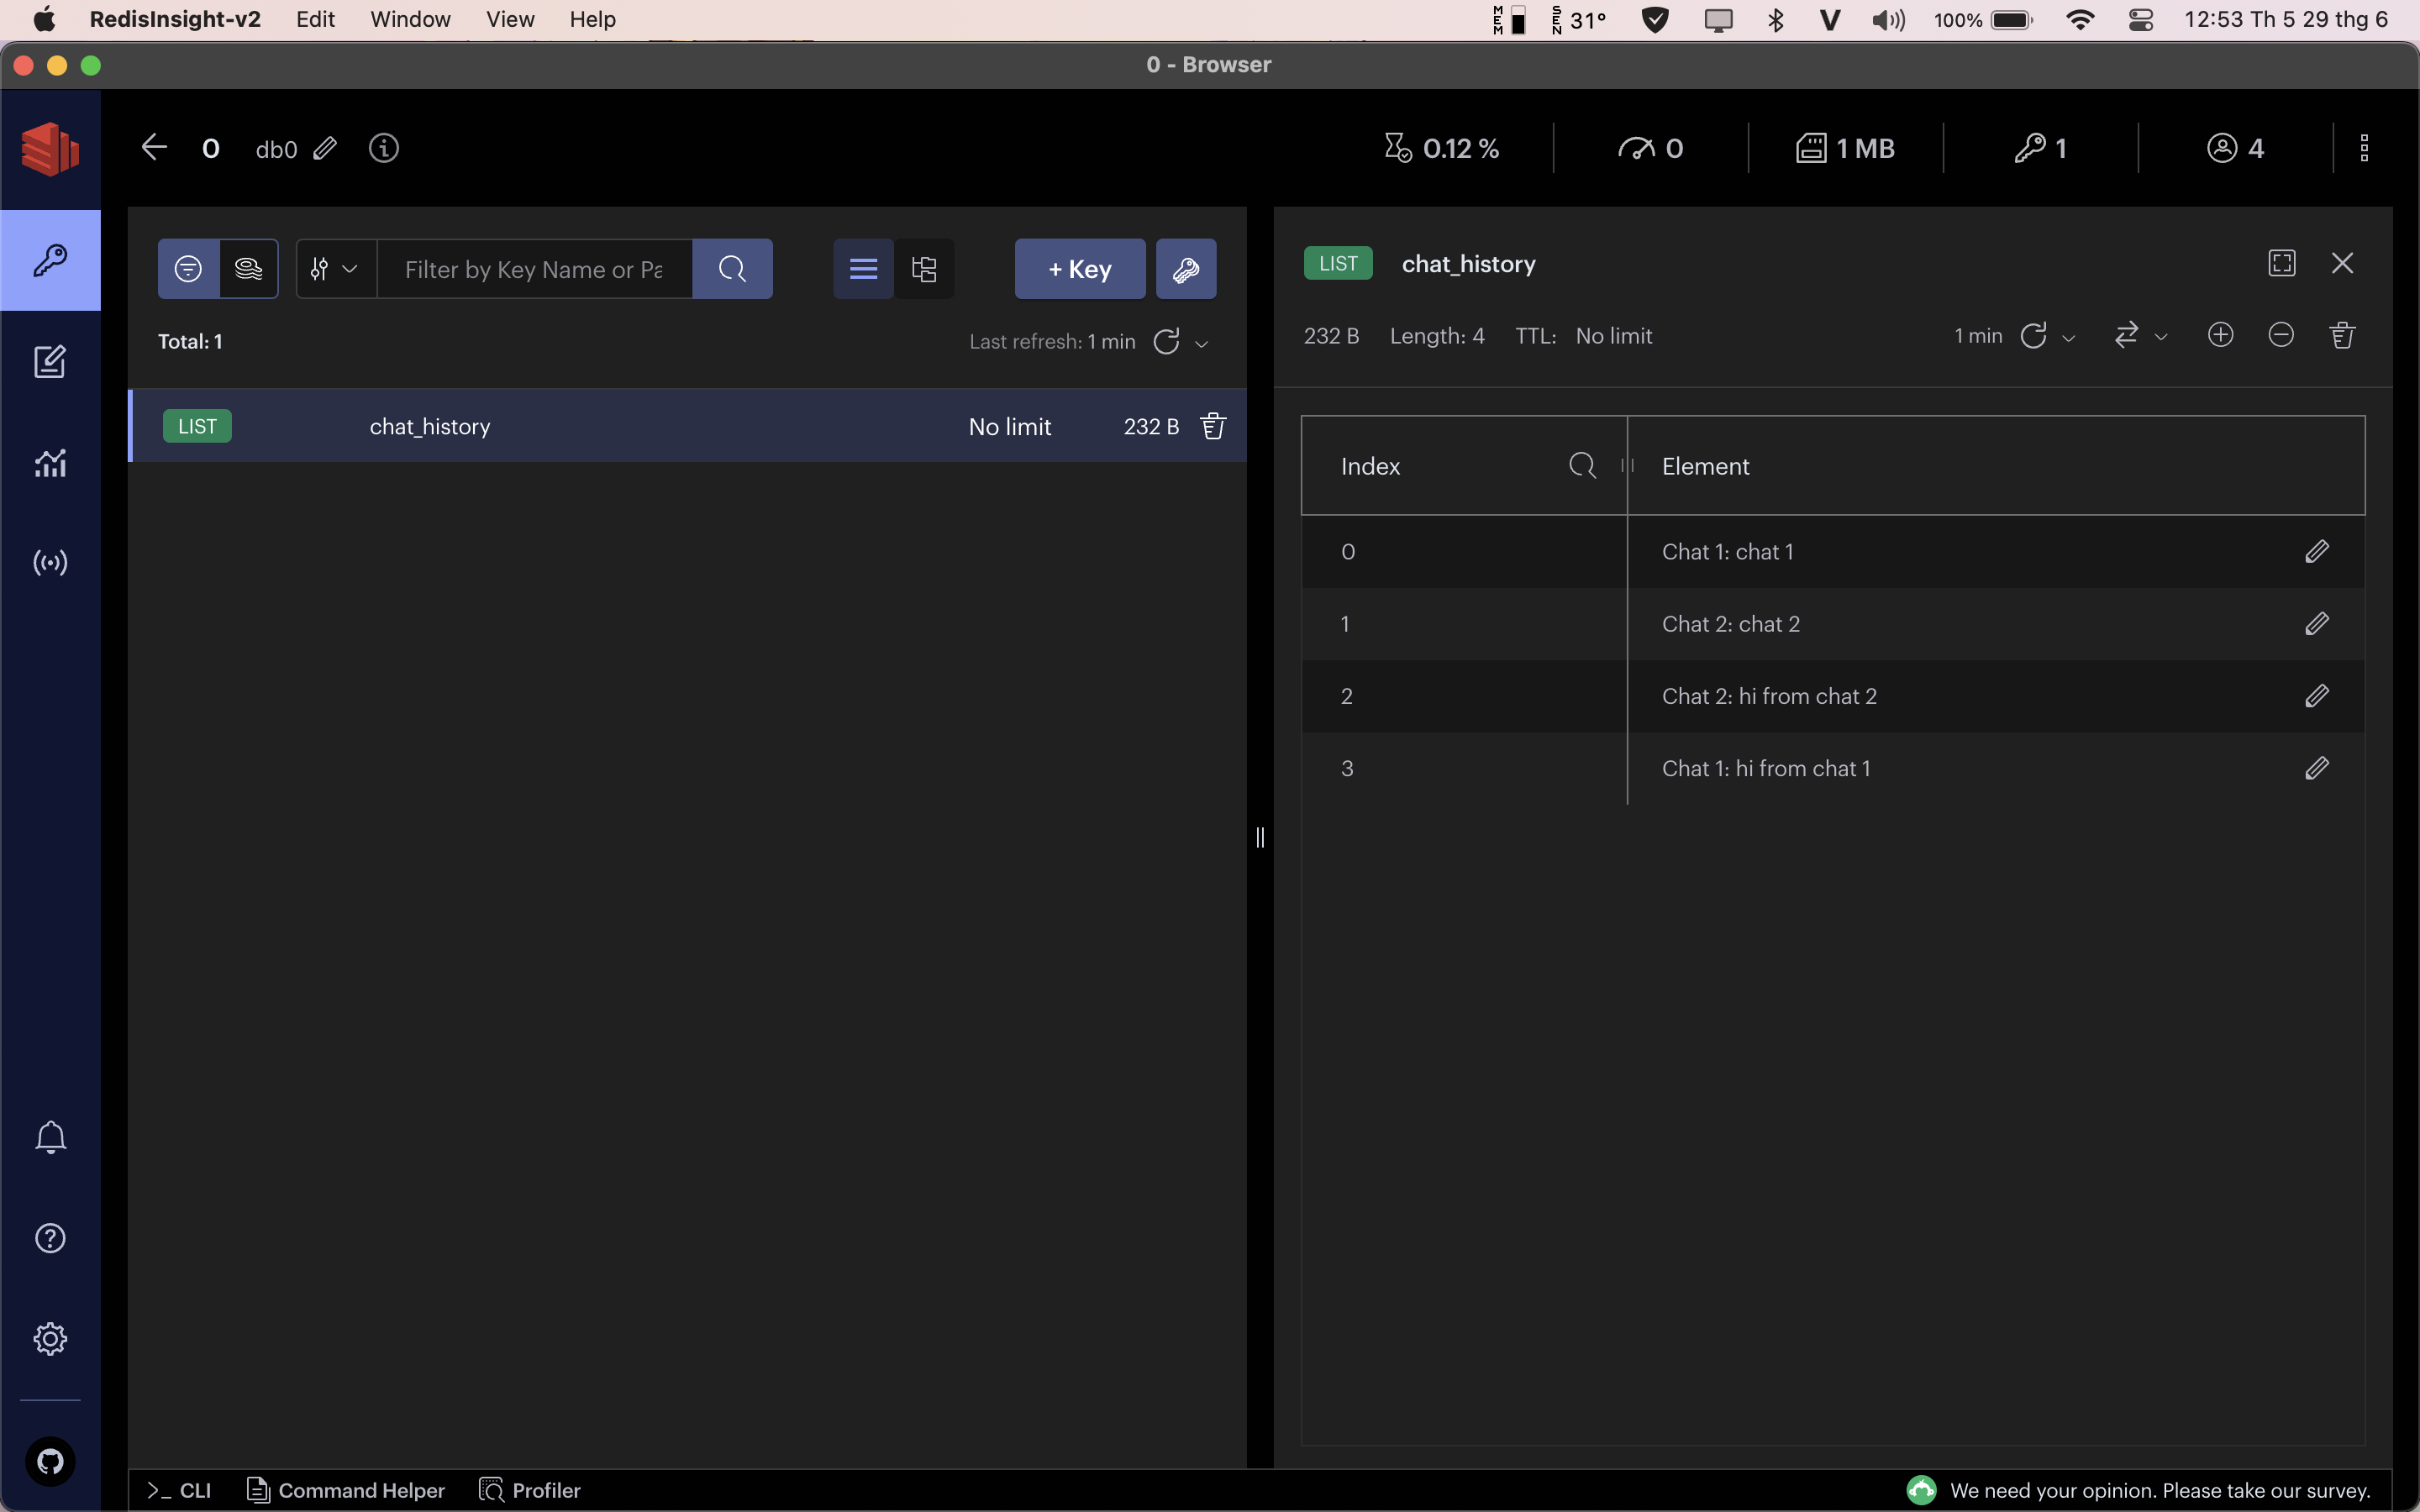 RedisInsight-v2 Edit Window View Help MEM SEN 31° V 100% 12:53 Th 5 29 thg 6
0 - Browser
0 db0 0.12 % 0 1 MB 1 4
Filter by Key Name or Pa + Key
Total: 1 Last refresh: 1 min
LIST chat_history No limit 232 B
LIST chat_history
232 B Length: 4 TTL: No limit 1 min
Index Element
0 Chat 1: chat 1
1 Chat 2: chat 2
2 Chat 2: hi from chat 2
3 Chat 1: hi from chat 1
>_ CLI Command Helper Profiler We need your opinion. Please take our survey.